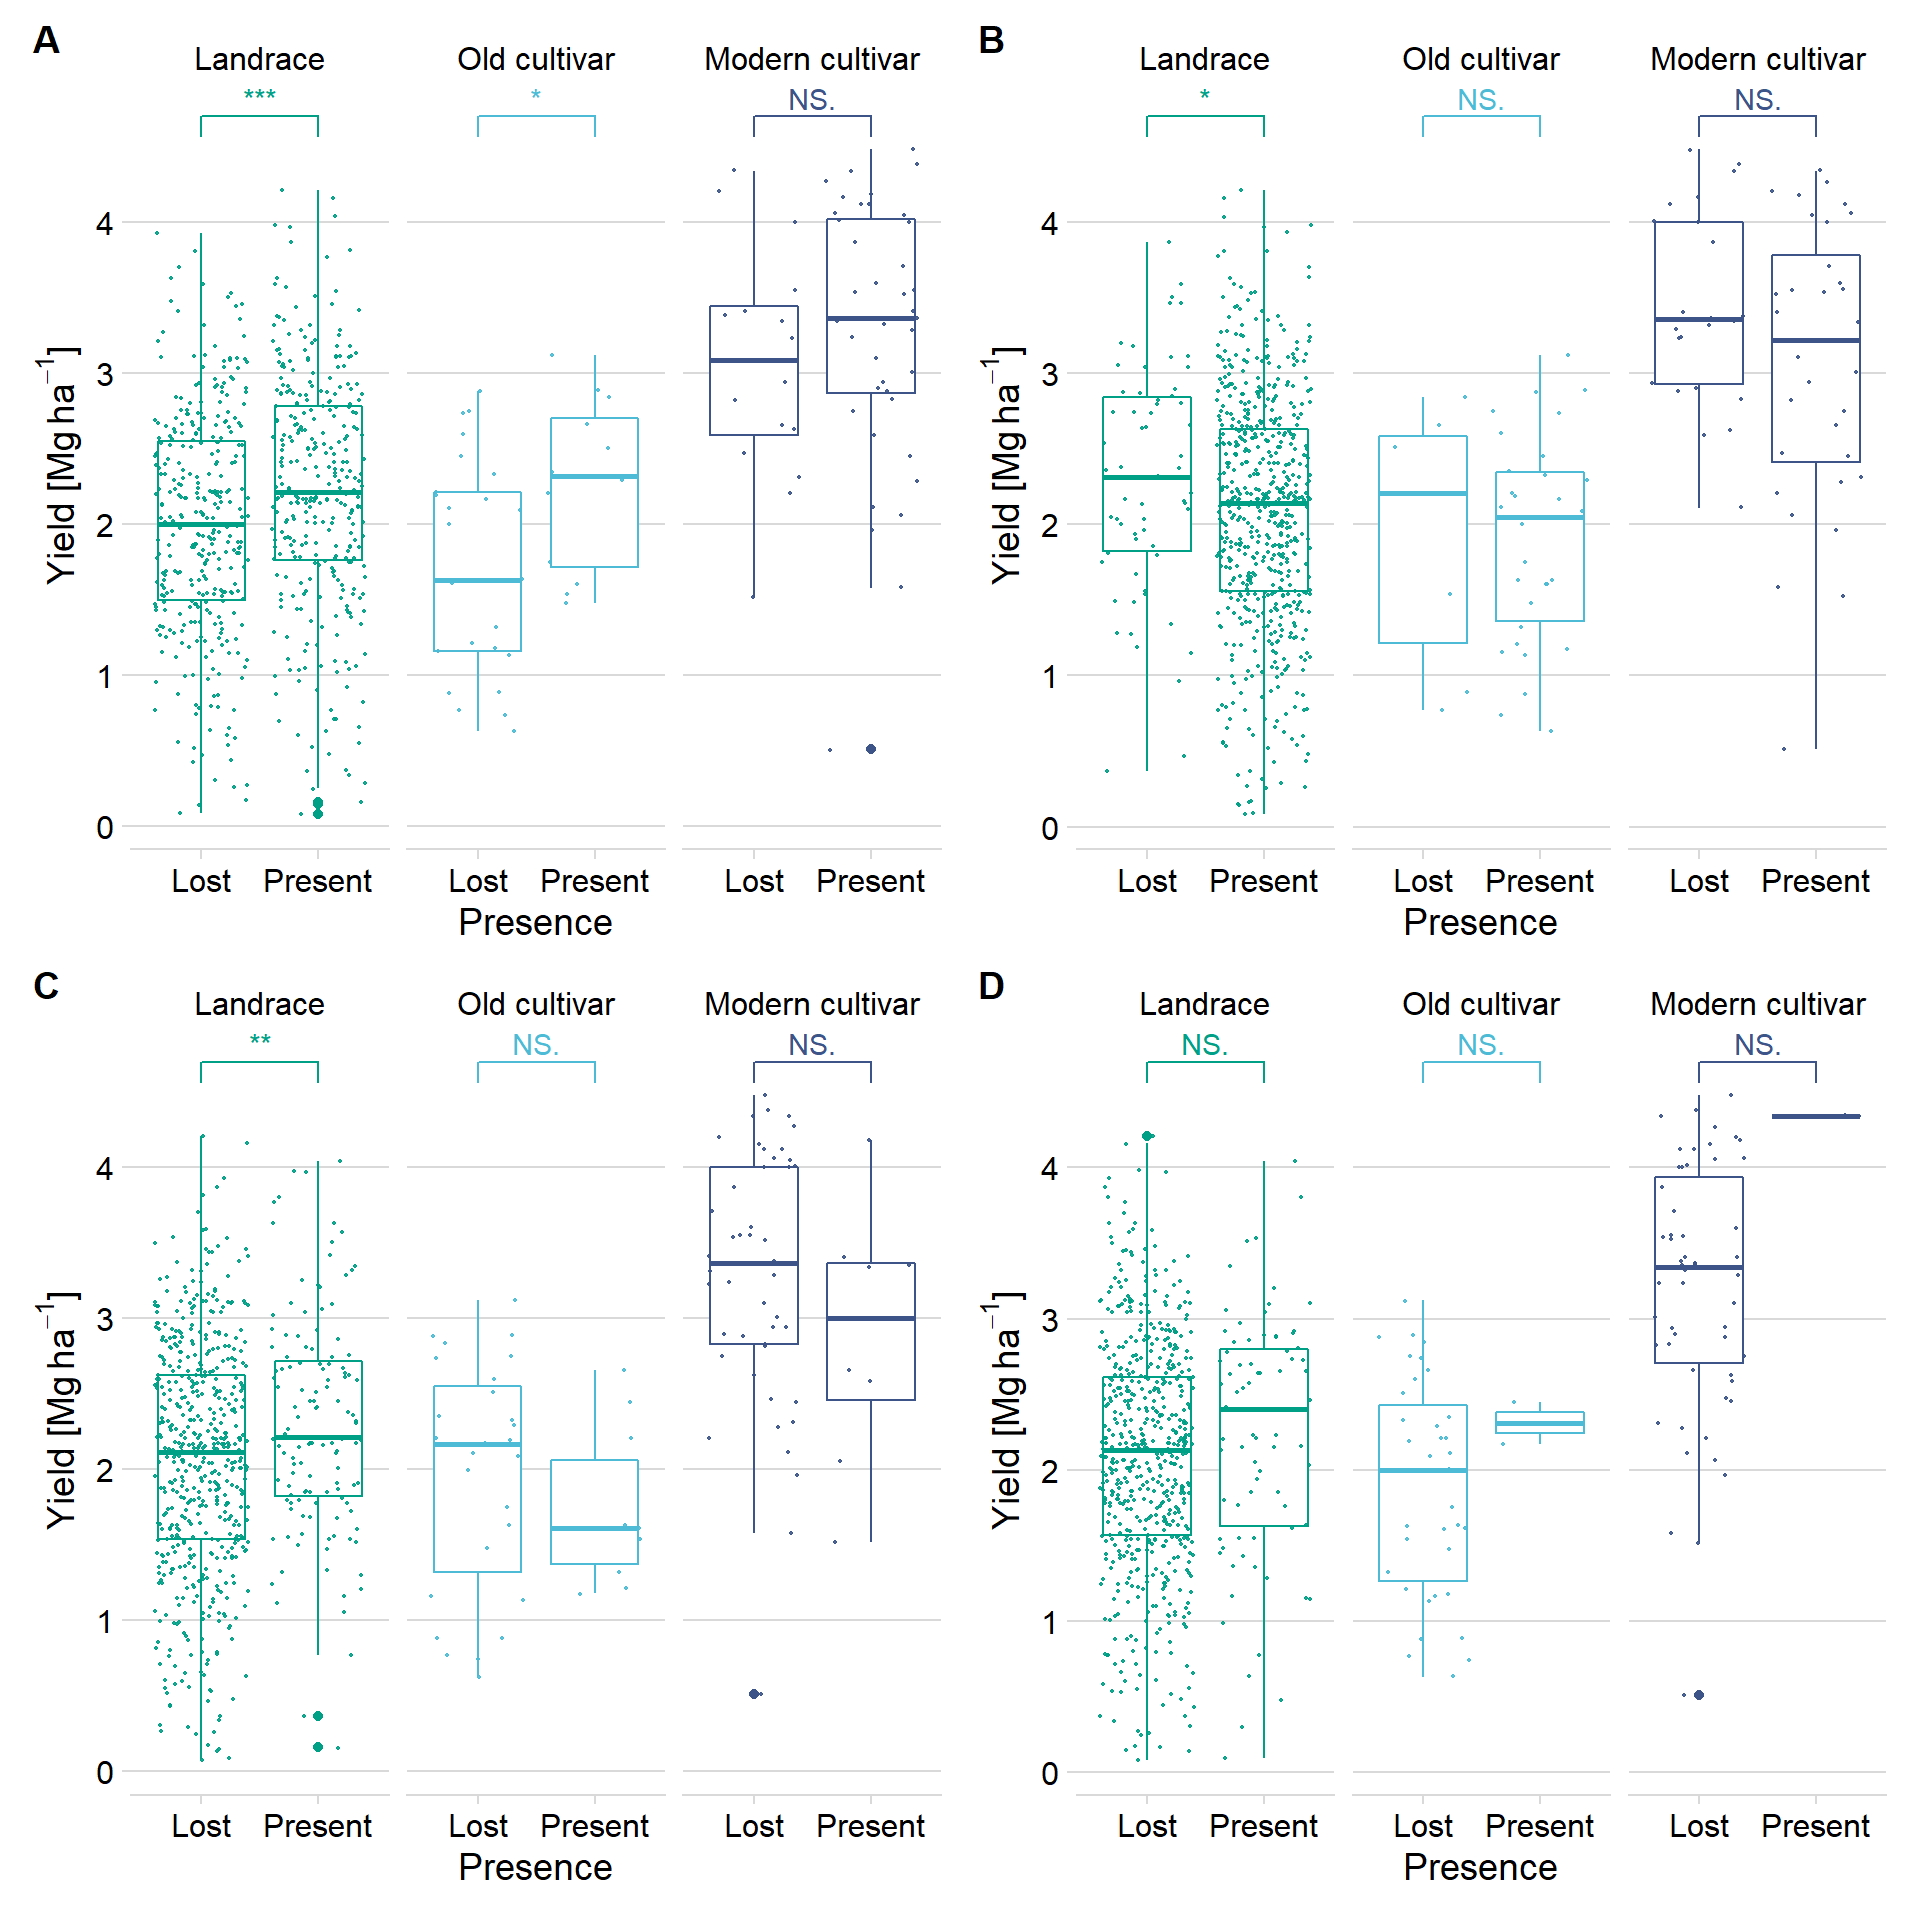 A
Landrace Old cultivar Modern cultivar
*** * NS.
Yield [Mg ha⁻¹]
4
3
2
1
0
Lost Present Lost Present Lost Present
Presence
B
Landrace Old cultivar Modern cultivar
* NS. NS.
Yield [Mg ha⁻¹]
4
3
2
1
0
Lost Present Lost Present Lost Present
Presence
C
Landrace Old cultivar Modern cultivar
** NS. NS.
Yield [Mg ha⁻¹]
4
3
2
1
0
Lost Present Lost Present Lost Present
Presence
D
Landrace Old cultivar Modern cultivar
NS. NS. NS.
Yield [Mg ha⁻¹]
4
3
2
1
0
Lost Present Lost Present Lost Present
Presence